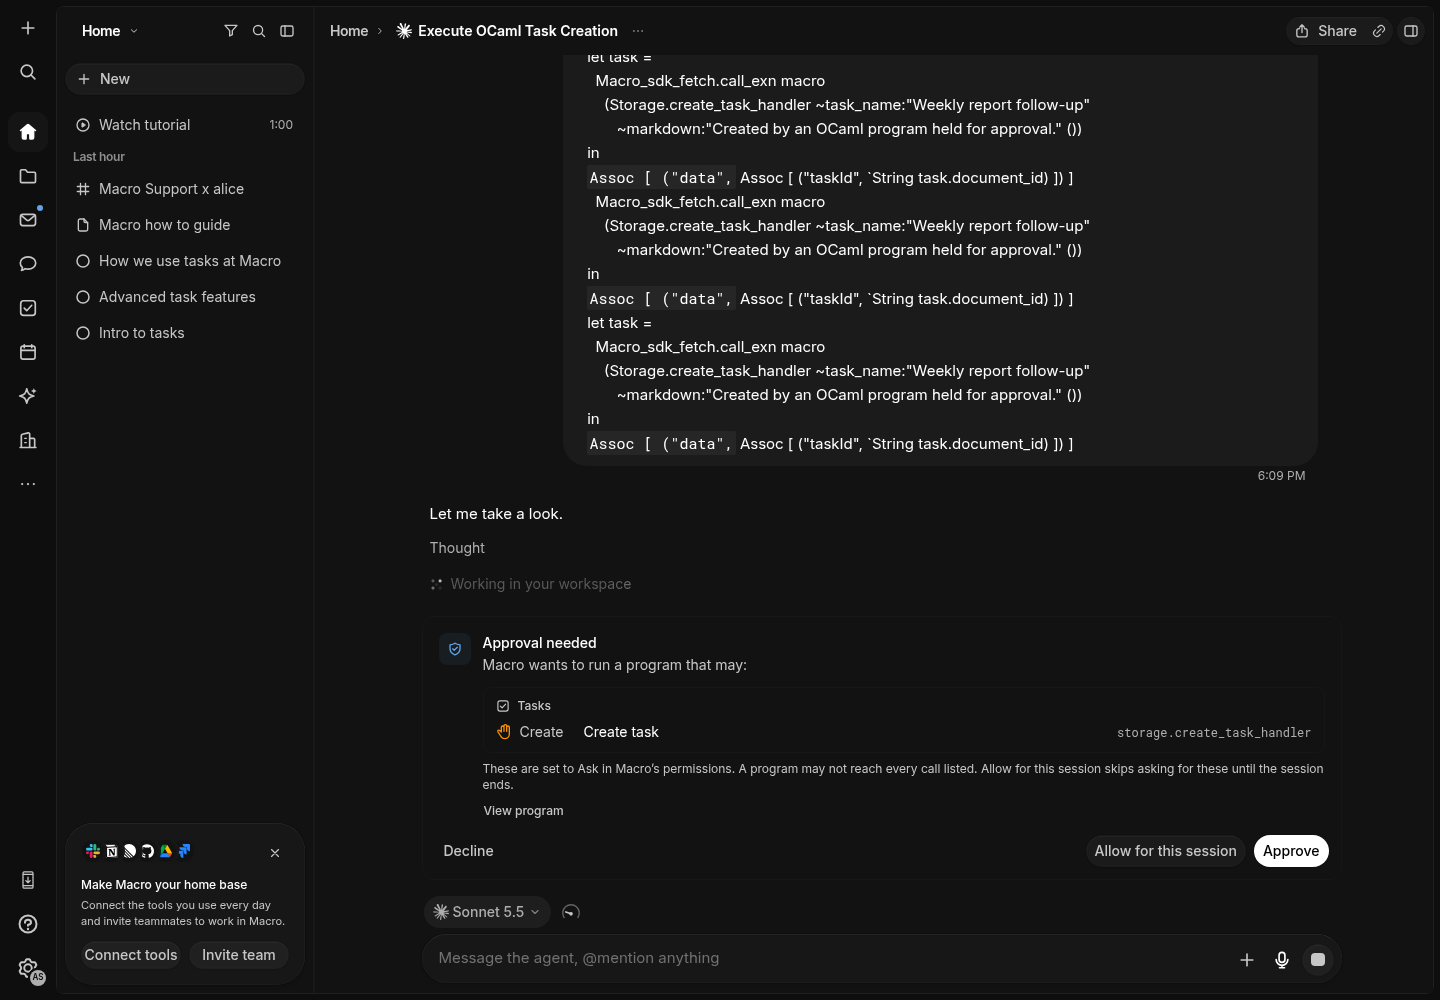 Home
New
Watch tutorial 1:00
Last hour
Macro Support x alice
Macro how to guide
How we use tasks at Macro
Advanced task features
Intro to tasks
Make Macro your home base
Connect the tools you use every day
and invite teammates to work in Macro.
Connect tools Invite team
AS
Home › Execute OCaml Task Creation ···
Share
let task =
Macro_sdk_fetch.call_exn macro
(Storage.create_task_handler ~task_name:"Weekly report follow-up"
~markdown:"Created by an OCaml program held for approval." ())
in
Assoc [ ("data", Assoc [ ("taskId", `String task.document_id) ]) ]
Macro_sdk_fetch.call_exn macro
(Storage.create_task_handler ~task_name:"Weekly report follow-up"
~markdown:"Created by an OCaml program held for approval." ())
in
Assoc [ ("data", Assoc [ ("taskId", `String task.document_id) ]) ]
let task =
Macro_sdk_fetch.call_exn macro
(Storage.create_task_handler ~task_name:"Weekly report follow-up"
~markdown:"Created by an OCaml program held for approval." ())
in
Assoc [ ("data", Assoc [ ("taskId", `String task.document_id) ]) ]
6:09 PM
Let me take a look.
Thought
Working in your workspace
Approval needed
Macro wants to run a program that may:
Tasks
Create Create task storage.create_task_handler
These are set to Ask in Macro’s permissions. A program may not reach every call listed. Allow for this session skips asking for these until the session
ends.
View program
Decline Allow for this session Approve
Sonnet 5.5
Message the agent, @mention anything